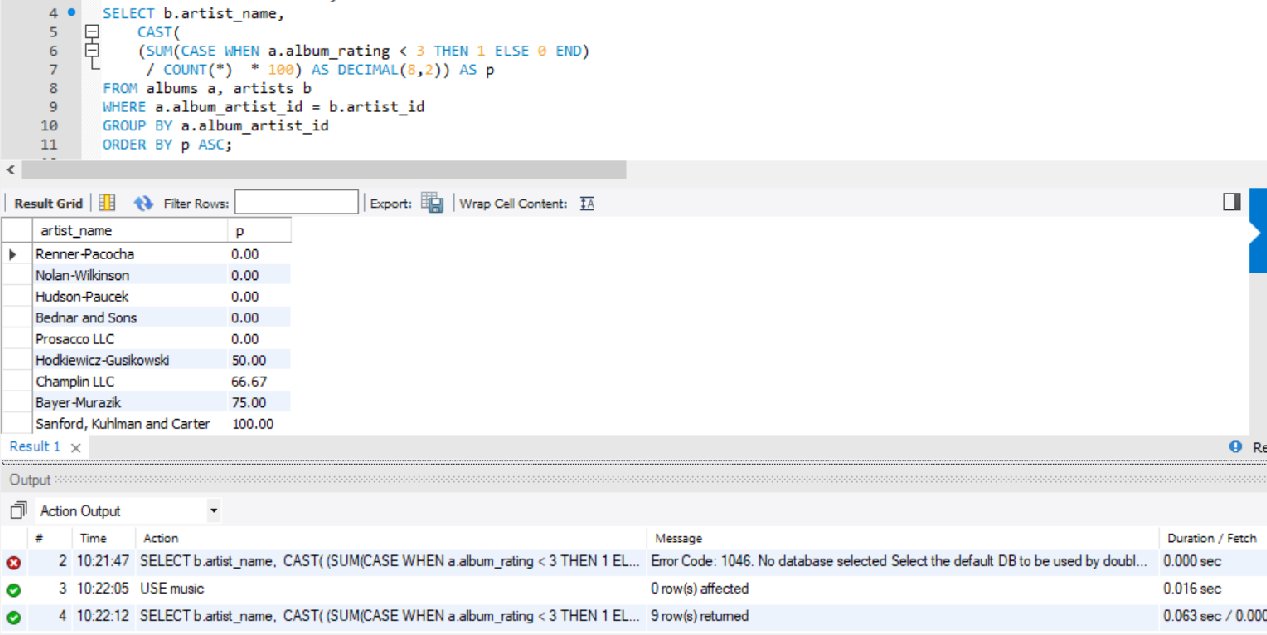 4 SELECT b.artist_name,
5 CAST(
6 (SUM(CASE WHEN a.album_rating < 3 THEN 1 ELSE 0 END)
7 / COUNT(*) * 100) AS DECIMAL(8,2)) AS p
8 FROM albums a, artists b
9 WHERE a.album_artist_id = b.artist_id
10 GROUP BY a.album_artist_id
11 ORDER BY p ASC;
Result Grid Filter Rows: Export: Wrap Cell Content:
artist_name p
Renner-Pacocha 0.00
Nolan-Wilkinson 0.00
Hudson-Paucek 0.00
Bednar and Sons 0.00
Prosacco LLC 0.00
Hodkiewicz-Gusikowski 50.00
Champlin LLC 66.67
Bayer-Murazik 75.00
Sanford, Kuhlman and Carter 100.00
Result 1 Re
Output
Action Output
# Time Action Message Duration / Fetch
2 10:21:47 SELECT b.artist_name, CAST( (SUM(CASE WHEN a.album_rating < 3 THEN 1 EL... Error Code: 1046. No database selected Select the default DB to be used by doubl... 0.000 sec
3 10:22:05 USE music 0 row(s) affected 0.016 sec
4 10:22:12 SELECT b.artist_name, CAST( (SUM(CASE WHEN a.album_rating < 3 THEN 1 EL... 9 row(s) returned 0.063 sec / 0.000